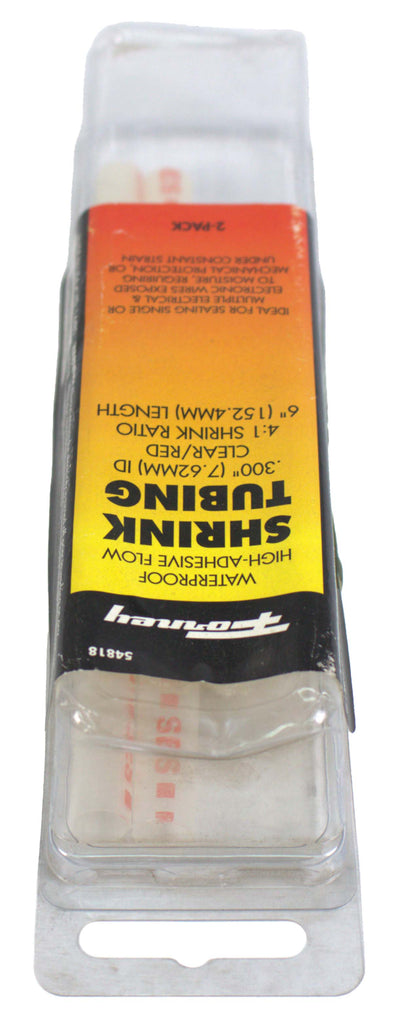 54818
Forney
WATERPROOF
HIGH-ADHESIVE FLOW
SHRINK
TUBING
.300" (7.62MM) ID
CLEAR/RED
4:1 SHRINK RATIO
6" (152.4MM) LENGTH
IDEAL FOR SEALING SINGLE OR
MULTIPLE ELECTRICAL &
ELECTRONIC WIRES EXPOSED
TO MOISTURE, REQUIRING
MECHANICAL PROTECTION, OR
UNDER CONSTANT STRAIN
2-PACK